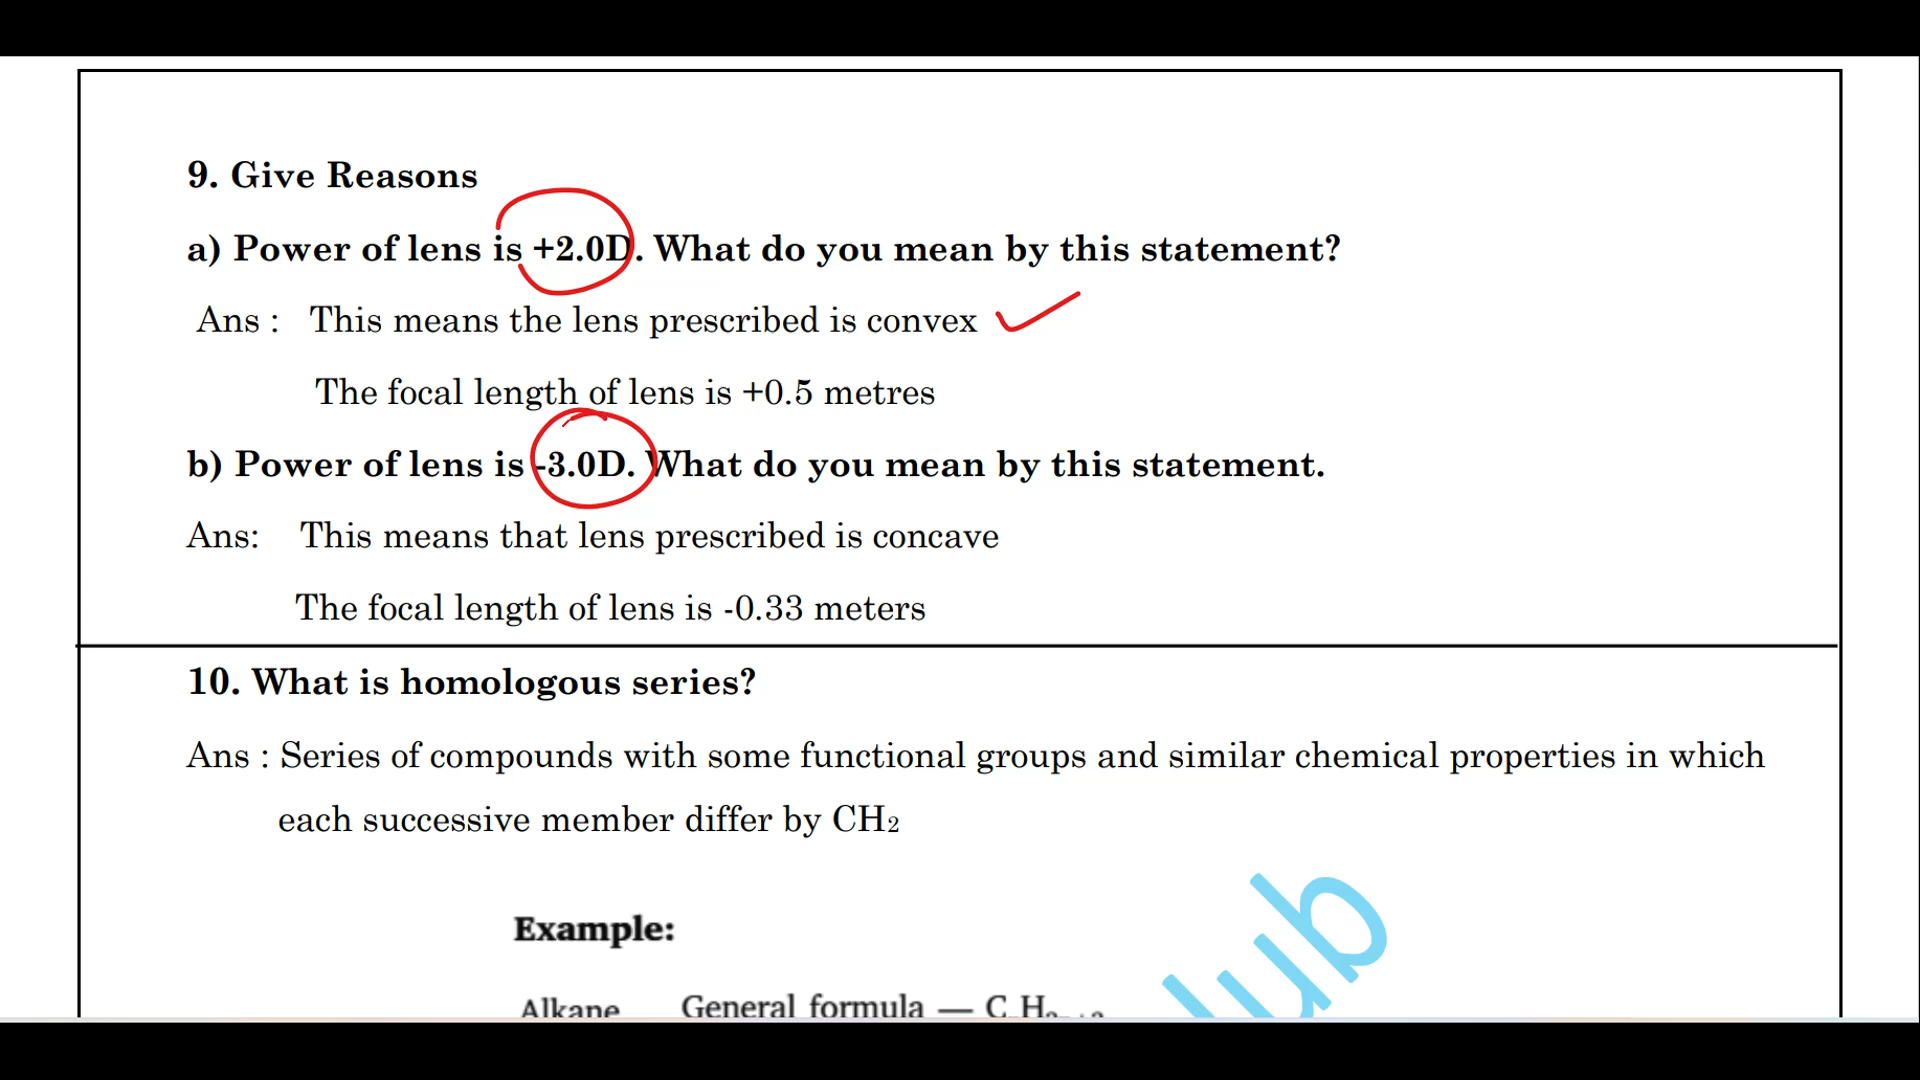 9. Give Reasons
a) Power of lens is +2.0D. What do you mean by this statement?
Ans : This means the lens prescribed is convex
The focal length of lens is +0.5 metres
b) Power of lens is -3.0D. What do you mean by this statement.
Ans: This means that lens prescribed is concave
The focal length of lens is -0.33 meters
10. What is homologous series?
Ans : Series of compounds with some functional groups and similar chemical properties in which
each successive member differ by CH₂
Example:
Alkane General formula —
lub